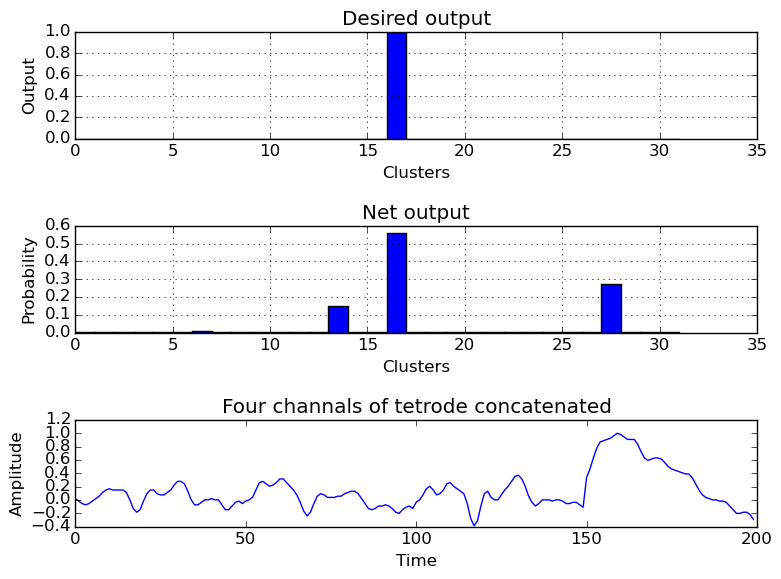 Desired output
1.0
0.8
0.6
0.4
0.2
0.0
Output
0 5 10 15 20 25 30 35
Clusters
Net output
0.6
0.5
0.4
0.3
0.2
0.1
0.0
Probability
0 5 10 15 20 25 30 35
Clusters
Four channals of tetrode concatenated
1.2
1.0
0.8
0.6
0.4
0.2
0.0
−0.2
−0.4
Amplitude
0 50 100 150 200
Time